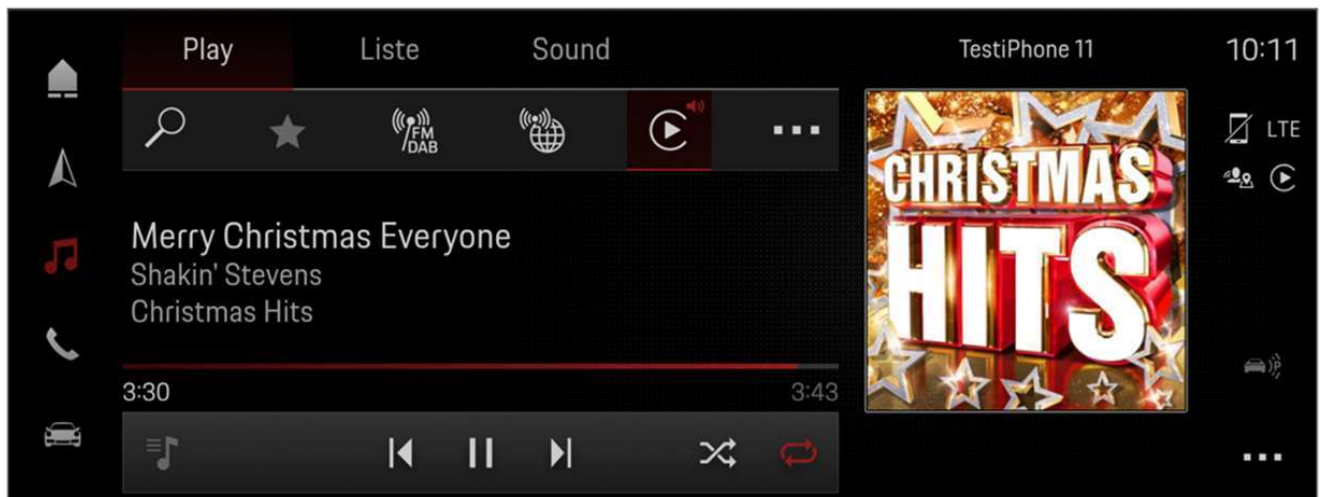 Play Liste Sound TestiPhone 11 10:11
FM
DAB
LTE
Merry Christmas Everyone
Shakin' Stevens
Christmas Hits
3:30 3:43
CHRISTMAS
HITS
P